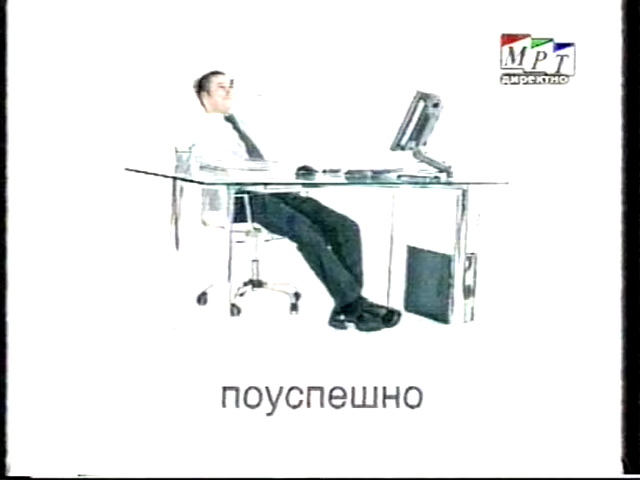 МРТ
директно
поуспешно